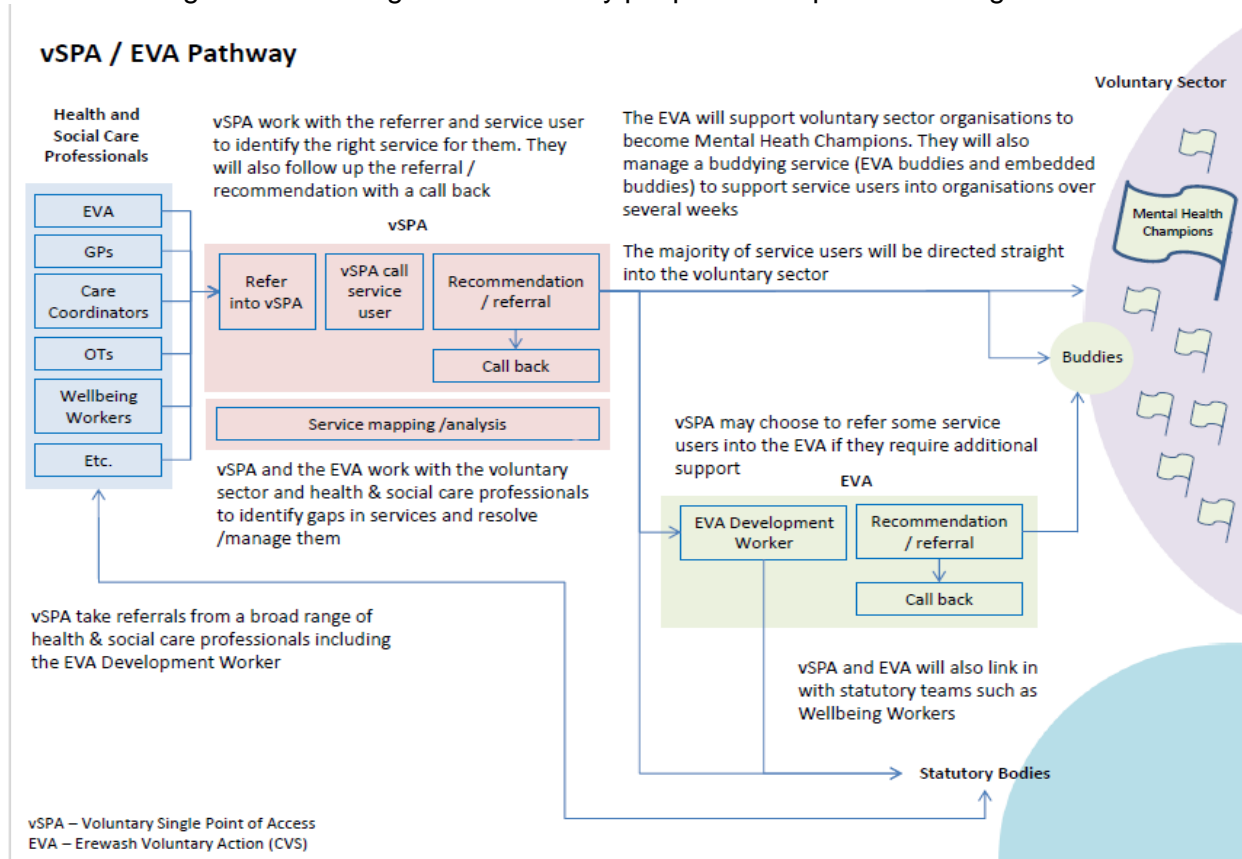 vSPA / EVA Pathway
Voluntary Sector
Health and
Social Care
Professionals
EVA
GPs
Care
Coordinators
OTs
Wellbeing
Workers
Etc.
vSPA work with the referrer and service user
to identify the right service for them. They
will also follow up the referral /
recommendation with a call back
vSPA
Refer
into vSPA
vSPA call
service
user
Recommendation
/ referral
Call back
Service mapping /analysis
vSPA and the EVA work with the voluntary
sector and health & social care professionals
to identify gaps in services and resolve
/manage them
The EVA will support voluntary sector organisations to
become Mental Heath Champions. They will also
manage a buddying service (EVA buddies and embedded
buddies) to support service users into organisations over
several weeks
The majority of service users will be directed straight
into the voluntary sector
Mental Health
Champions
Buddies
vSPA may choose to refer some service
users into the EVA if they require additional
support
EVA
EVA Development
Worker
Recommendation
/ referral
Call back
vSPA take referrals from a broad range of
health & social care professionals including
the EVA Development Worker
vSPA and EVA will also link in
with statutory teams such as
Wellbeing Workers
Statutory Bodies
vSPA – Voluntary Single Point of Access
EVA – Erewash Voluntary Action (CVS)